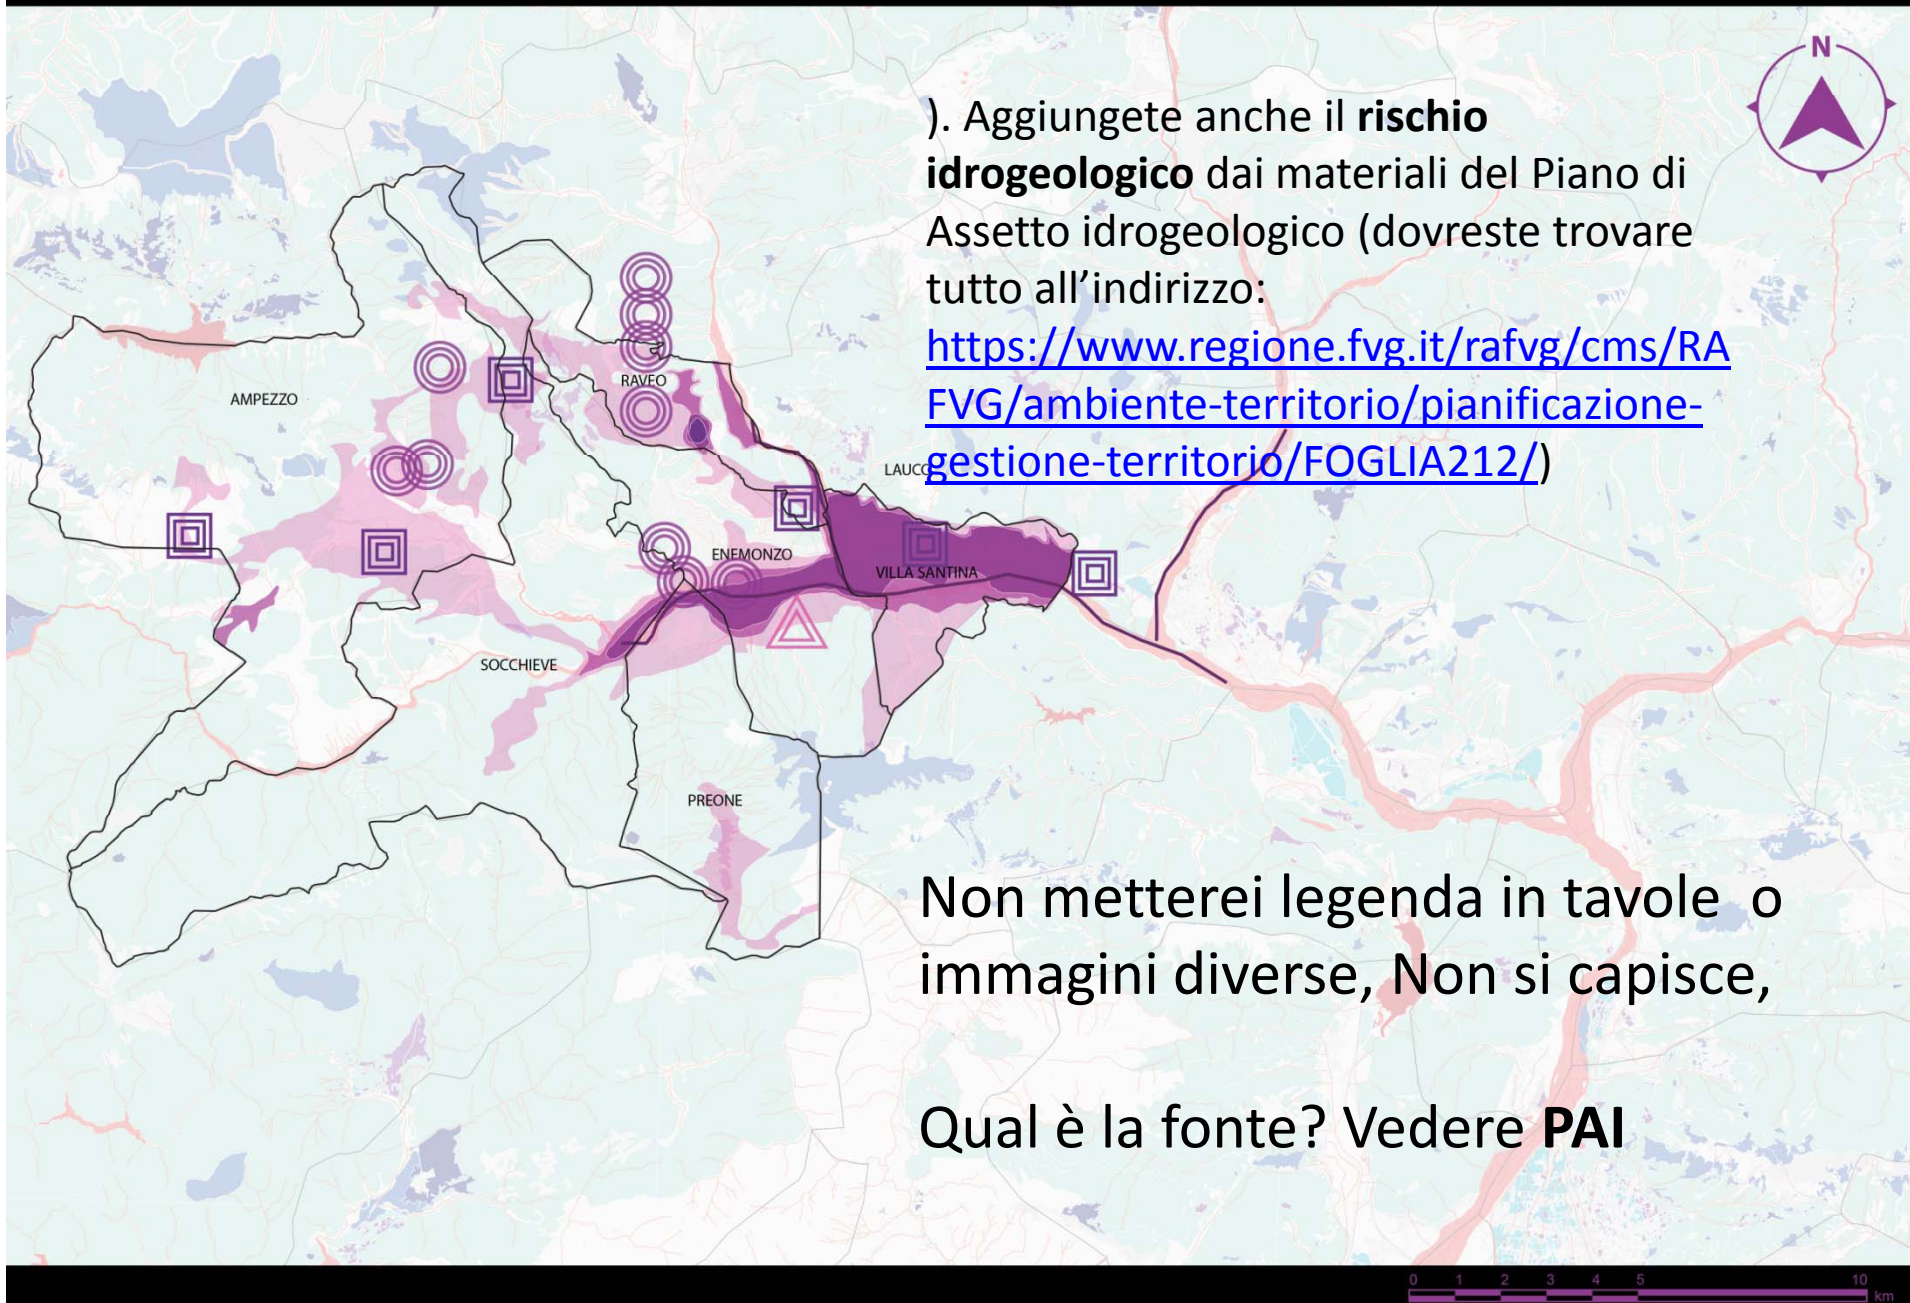 N
). Aggiungete anche il rischio
idrogeologico dai materiali del Piano di
Assetto idrogeologico (dovreste trovare
tutto all’indirizzo:
https://www.regione.fvg.it/rafvg/cms/RA
FVG/ambiente-territorio/pianificazione-
gestione-territorio/FOGLIA212/)
AMPEZZO
RAVEO
LAUCO
ENEMONZO
VILLA SANTINA
SOCCHIEVE
PREONE
Non metterei legenda in tavole o
immagini diverse, Non si capisce,
Qual è la fonte? Vedere PAI
0 1 2 3 4 5 10
km